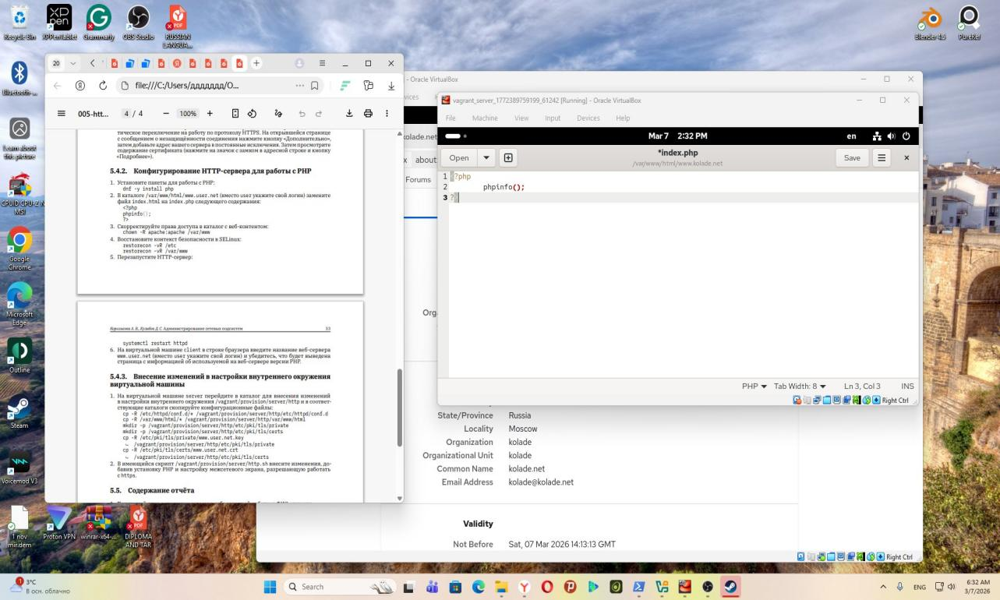 Recycle Bin
XPPenTablet
Grammarly
OBS Studio
RUSSIAN LANGUA...
Blender 4.5
PureRef
Bluetooth ...
Learn about this picture
CPUID CPU-Z MSI
Google Chrome
Microsoft Edge
Outline
Steam
Voicemod V3
1 nov mir.dem
Proton VPN
winrar-x64-...
DIPLOMA AND TAR
20
file:///C:/Users/ддддддд/O...
005-htt...
4 / 4
100%
тическое переключение на работу по протоколу HTTPS. На открывшейся странице
с сообщением о незащищённости соединения нажмите кнопку «Дополнительно»,
затем добавьте адрес вашего сервера в постоянные исключения. Затем просмотрите
содержание сертификата (нажмите на значок с замком в адресной строке и кнопку
«Подробнее»).
5.4.2. Конфигурирование HTTP-сервера для работы с PHP
1. Установите пакеты для работы с PHP:
dnf -y install php
2. В каталоге /var/www/html/www.user.net (вместо user укажите свой логин) замените
файл index.html на index.php следующего содержания:
<?php
phpinfo();
?>
3. Скорректируйте права доступа в каталог с веб-контентом:
chown -R apache:apache /var/www
4. Восстановите контекст безопасности в SELinux:
restorecon -vR /etc
restorecon -vR /var/www
5. Перезапустите HTTP-сервер:
Королькова А. В., Кулябов Д. С. Администрирование сетевых подсистем 53
systemctl restart httpd
6. На виртуальной машине client в строке браузера введите название веб-сервера
www.user.net (вместо user укажите свой логин) и убедитесь, что будет выведена
страница с информацией об используемой на веб-сервере версии PHP.
5.4.3. Внесение изменений в настройки внутреннего окружения
виртуальной машины
1. На виртуальной машине server перейдите в каталог для внесения изменений
в настройки внутреннего окружения /vagrant/provision/server/http и в соответ-
ствующие каталоги скопируйте конфигурационные файлы:
cp -R /etc/httpd/conf.d/* /vagrant/provision/server/http/etc/httpd/conf.d
cp -R /var/www/html/* /vagrant/provision/server/http/var/www/html
mkdir -p /vagrant/provision/server/http/etc/pki/tls/private
mkdir -p /vagrant/provision/server/http/etc/pki/tls/certs
cp -R /etc/pki/tls/private/www.user.net.key
/vagrant/provision/server/http/etc/pki/tls/private
cp -R /etc/pki/tls/certs/www.user.net.crt
/vagrant/provision/server/http/etc/pki/tls/certs
2. В имеющийся скрипт /vagrant/provision/server/http.sh внесите изменения, до-
бавив установку PHP и настройку межсетевого экрана, разрешающую работать
с https.
5.5. Содержание отчёта
- Oracle VirtualBox
vices
kolade.net
x about:
Forums
Orga
vagrant_server_1772389759199_61242 [Running] - Oracle VirtualBox
File Machine View Input Devices Help
Mar 7 2:32 PM
en
Open
*index.php
/var/www/html/www.kolade.net
Save
1 <?php
2 phpinfo();
3 ?>
PHP
Tab Width: 8
Ln 3, Col 3
INS
Right Ctrl
State/Province Russia
Locality Moscow
Organization kolade
Organizational Unit kolade
Common Name kolade.net
Email Address kolade@kolade.net
Validity
Not Before Sat, 07 Mar 2026 14:13:13 GMT
Right Ctrl
1
3°C
В осн. облачно
Search
ENG
6:32 AM
3/7/2026